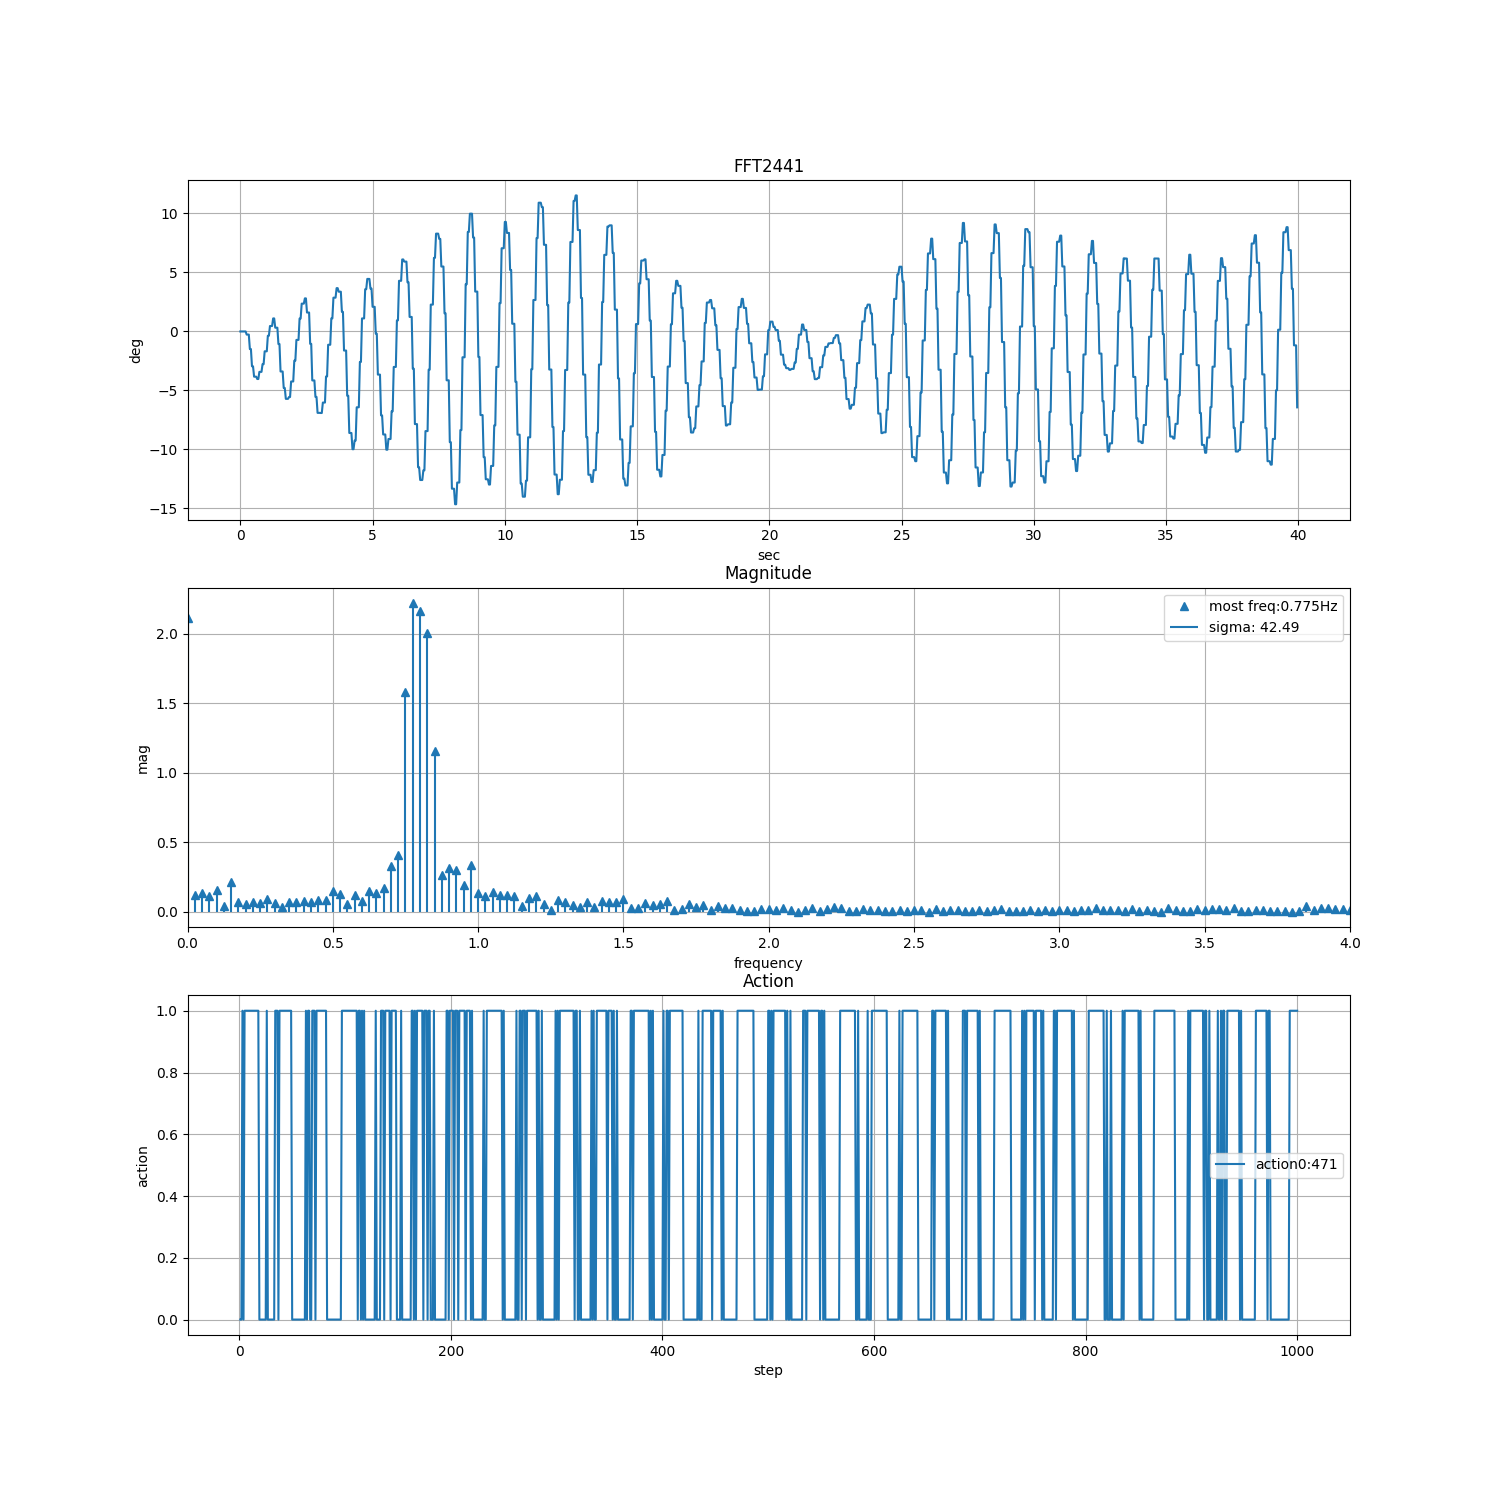 FFT2441
10
5
0
−5
−10
−15
deg
0 5 10 15 20 25 30 35 40
sec
Magnitude
most freq:0.775Hz
sigma: 42.49
2.0
1.5
1.0
0.5
0.0
mag
0.0 0.5 1.0 1.5 2.0 2.5 3.0 3.5 4.0
frequency
Action
1.0
0.8
0.6
0.4
0.2
0.0
action
action0:471
0 200 400 600 800 1000
step